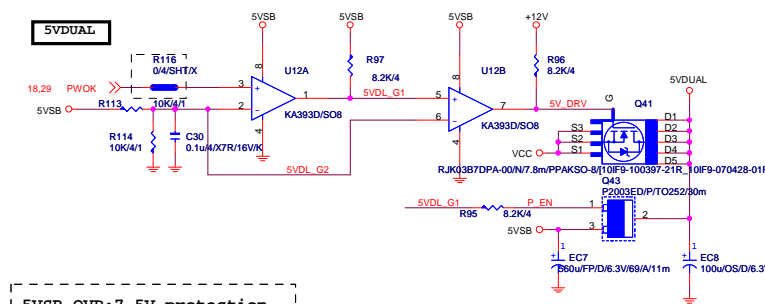 5VDUAL
5VSB
5VSB
5VSB
+12V
R116
0/4/SHT/X
8
U12A
R97
8.2K/4
8
U12B
R96
8.2K/4
5VDUAL
18,29 PWOK
3
+
1
5VDL_G1
5
+
7
5V_DRV
G
Q41
5VSB
R113
10K/4/1
2
-
KA393D/SO8
6
-
KA393D/SO8
S3
S2
S1
D1
D2
D3
D4
D5
R114
10K/4/1
C30
0.1u/4/X7R/16V/K
4
4
VCC
5VDL_G2
RJK03B7DPA-00/N/7.8m/PPAKSO-8/[10IF9-100397-21R_10IF9-070428-01R
Q43
P2003ED/P/TO252/30m
5VDL_G1
R95
8.2K/4
P_EN
1
2
3
5VSB
1
+
EC7
560u/FP/D/6.3V/69/A/11m
1
+
EC8
100u/OS/D/6.3V
5VSB OVP:7.5V protection